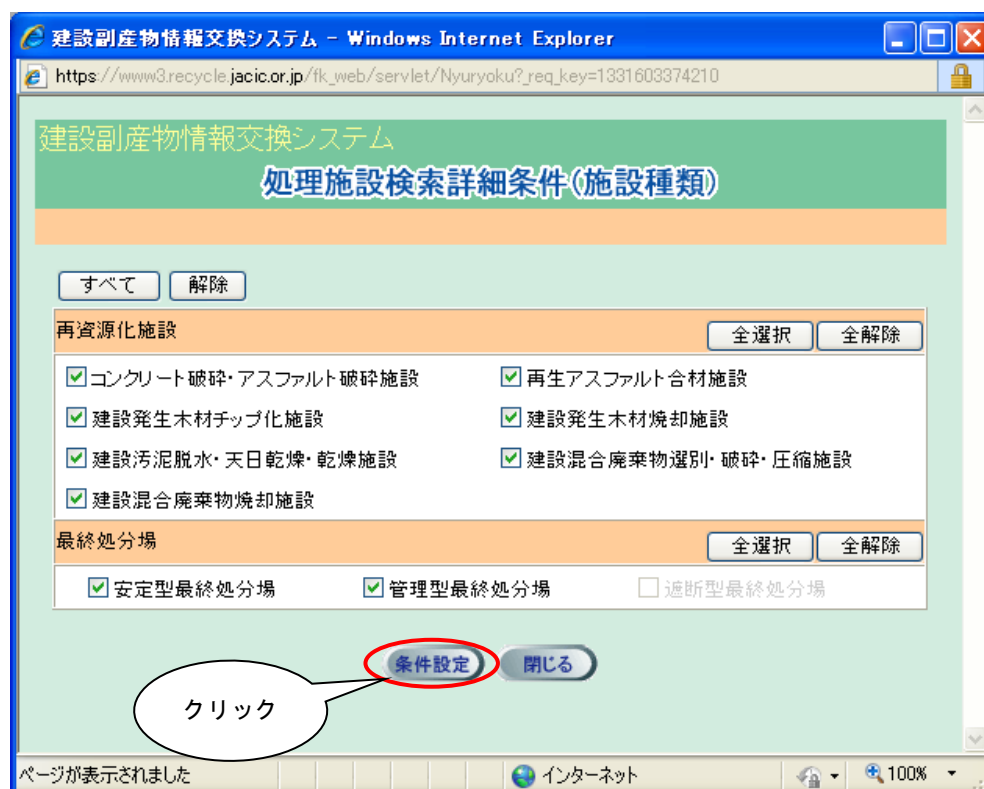 建設副産物情報交換システム - Windows Internet Explorer
https://www3.recycle.jacic.or.jp/fk_web/servlet/Nyuryoku?_req_key=1331603374210
建設副産物情報交換システム
処理施設検索詳細条件(施設種類)
すべて 解除
再資源化施設 全選択 全解除
コンクリート破砕・アスファルト破砕施設 再生アスファルト合材施設
建設発生木材チップ化施設 建設発生木材焼却施設
建設汚泥脱水・天日乾燥・乾燥施設 建設混合廃棄物選別・破砕・圧縮施設
建設混合廃棄物焼却施設
最終処分場 全選択 全解除
安定型最終処分場 管理型最終処分場 遮断型最終処分場
条件設定 閉じる
クリック
ページが表示されました インターネット 100%